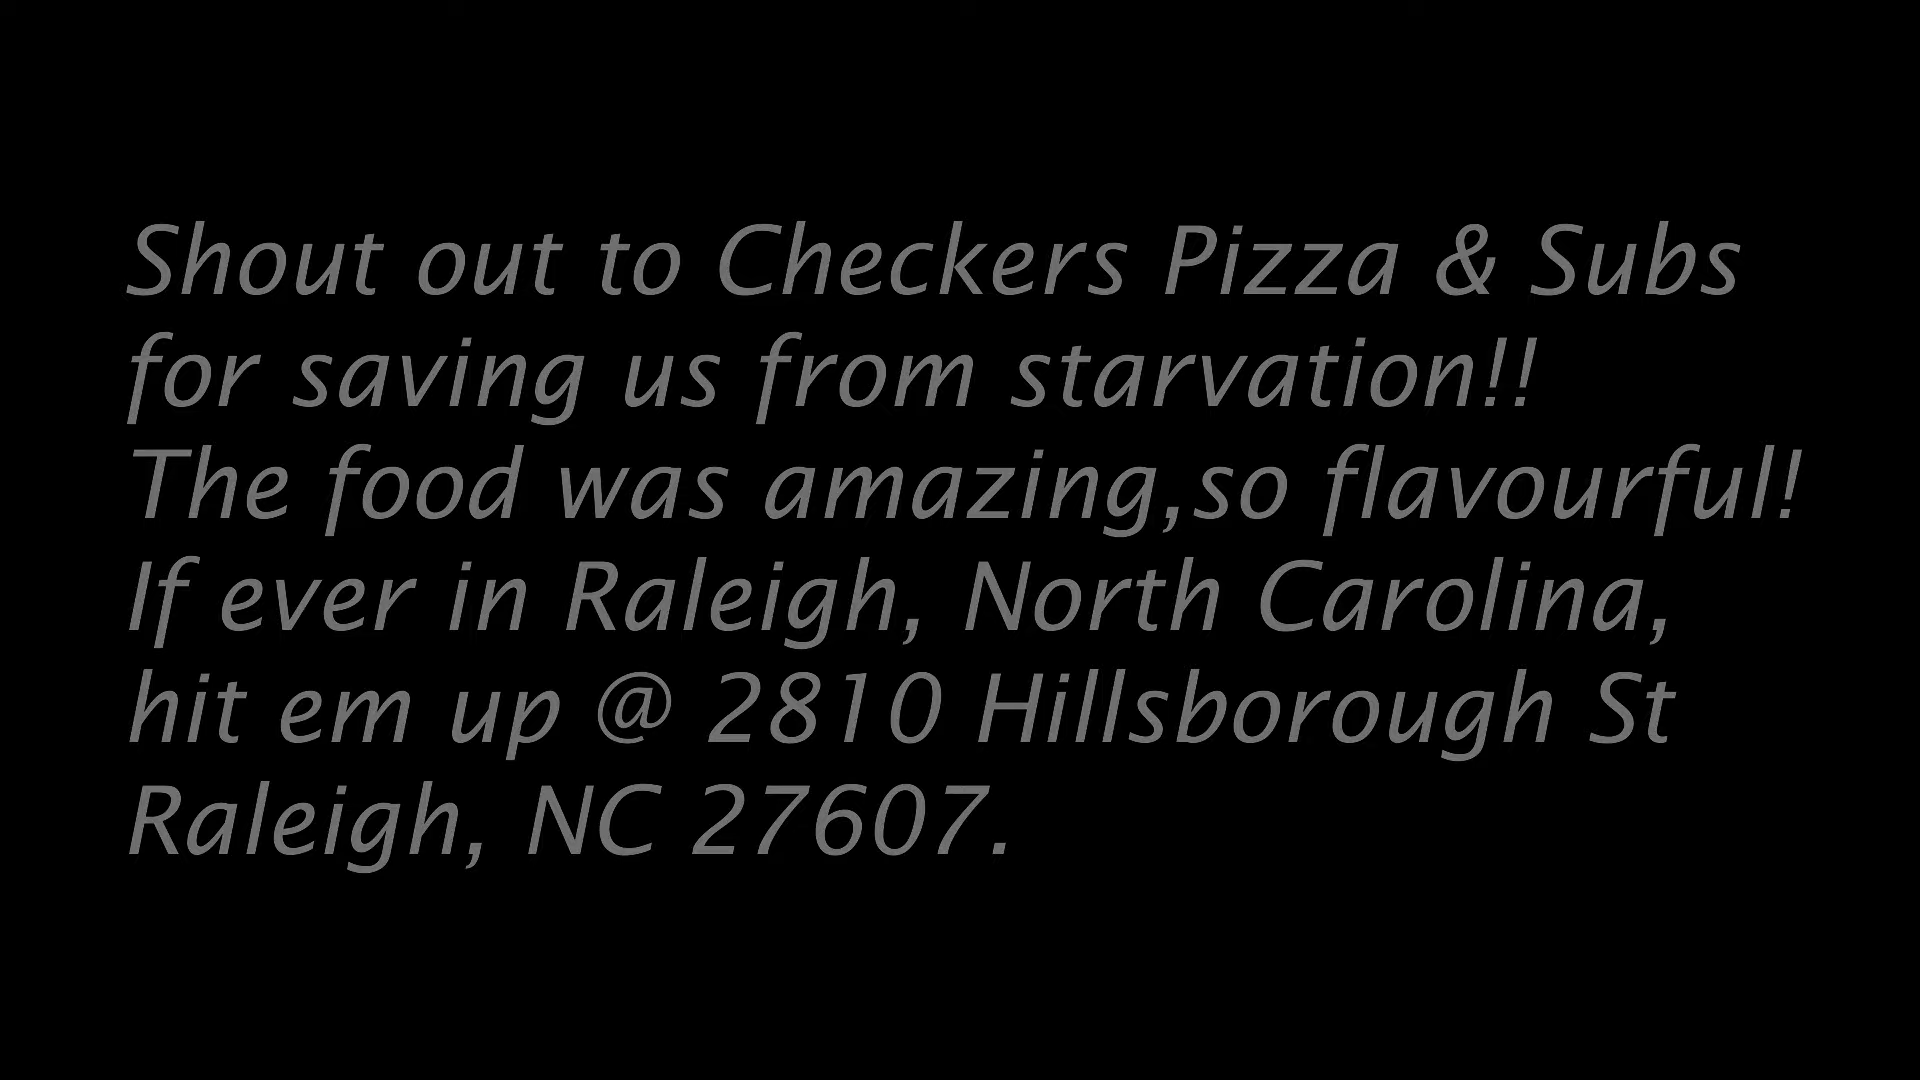 Shout out to Checkers Pizza & Subs
for saving us from starvation!!
The food was amazing,so flavourful!
If ever in Raleigh, North Carolina,
hit em up @ 2810 Hillsborough St
Raleigh, NC 27607.